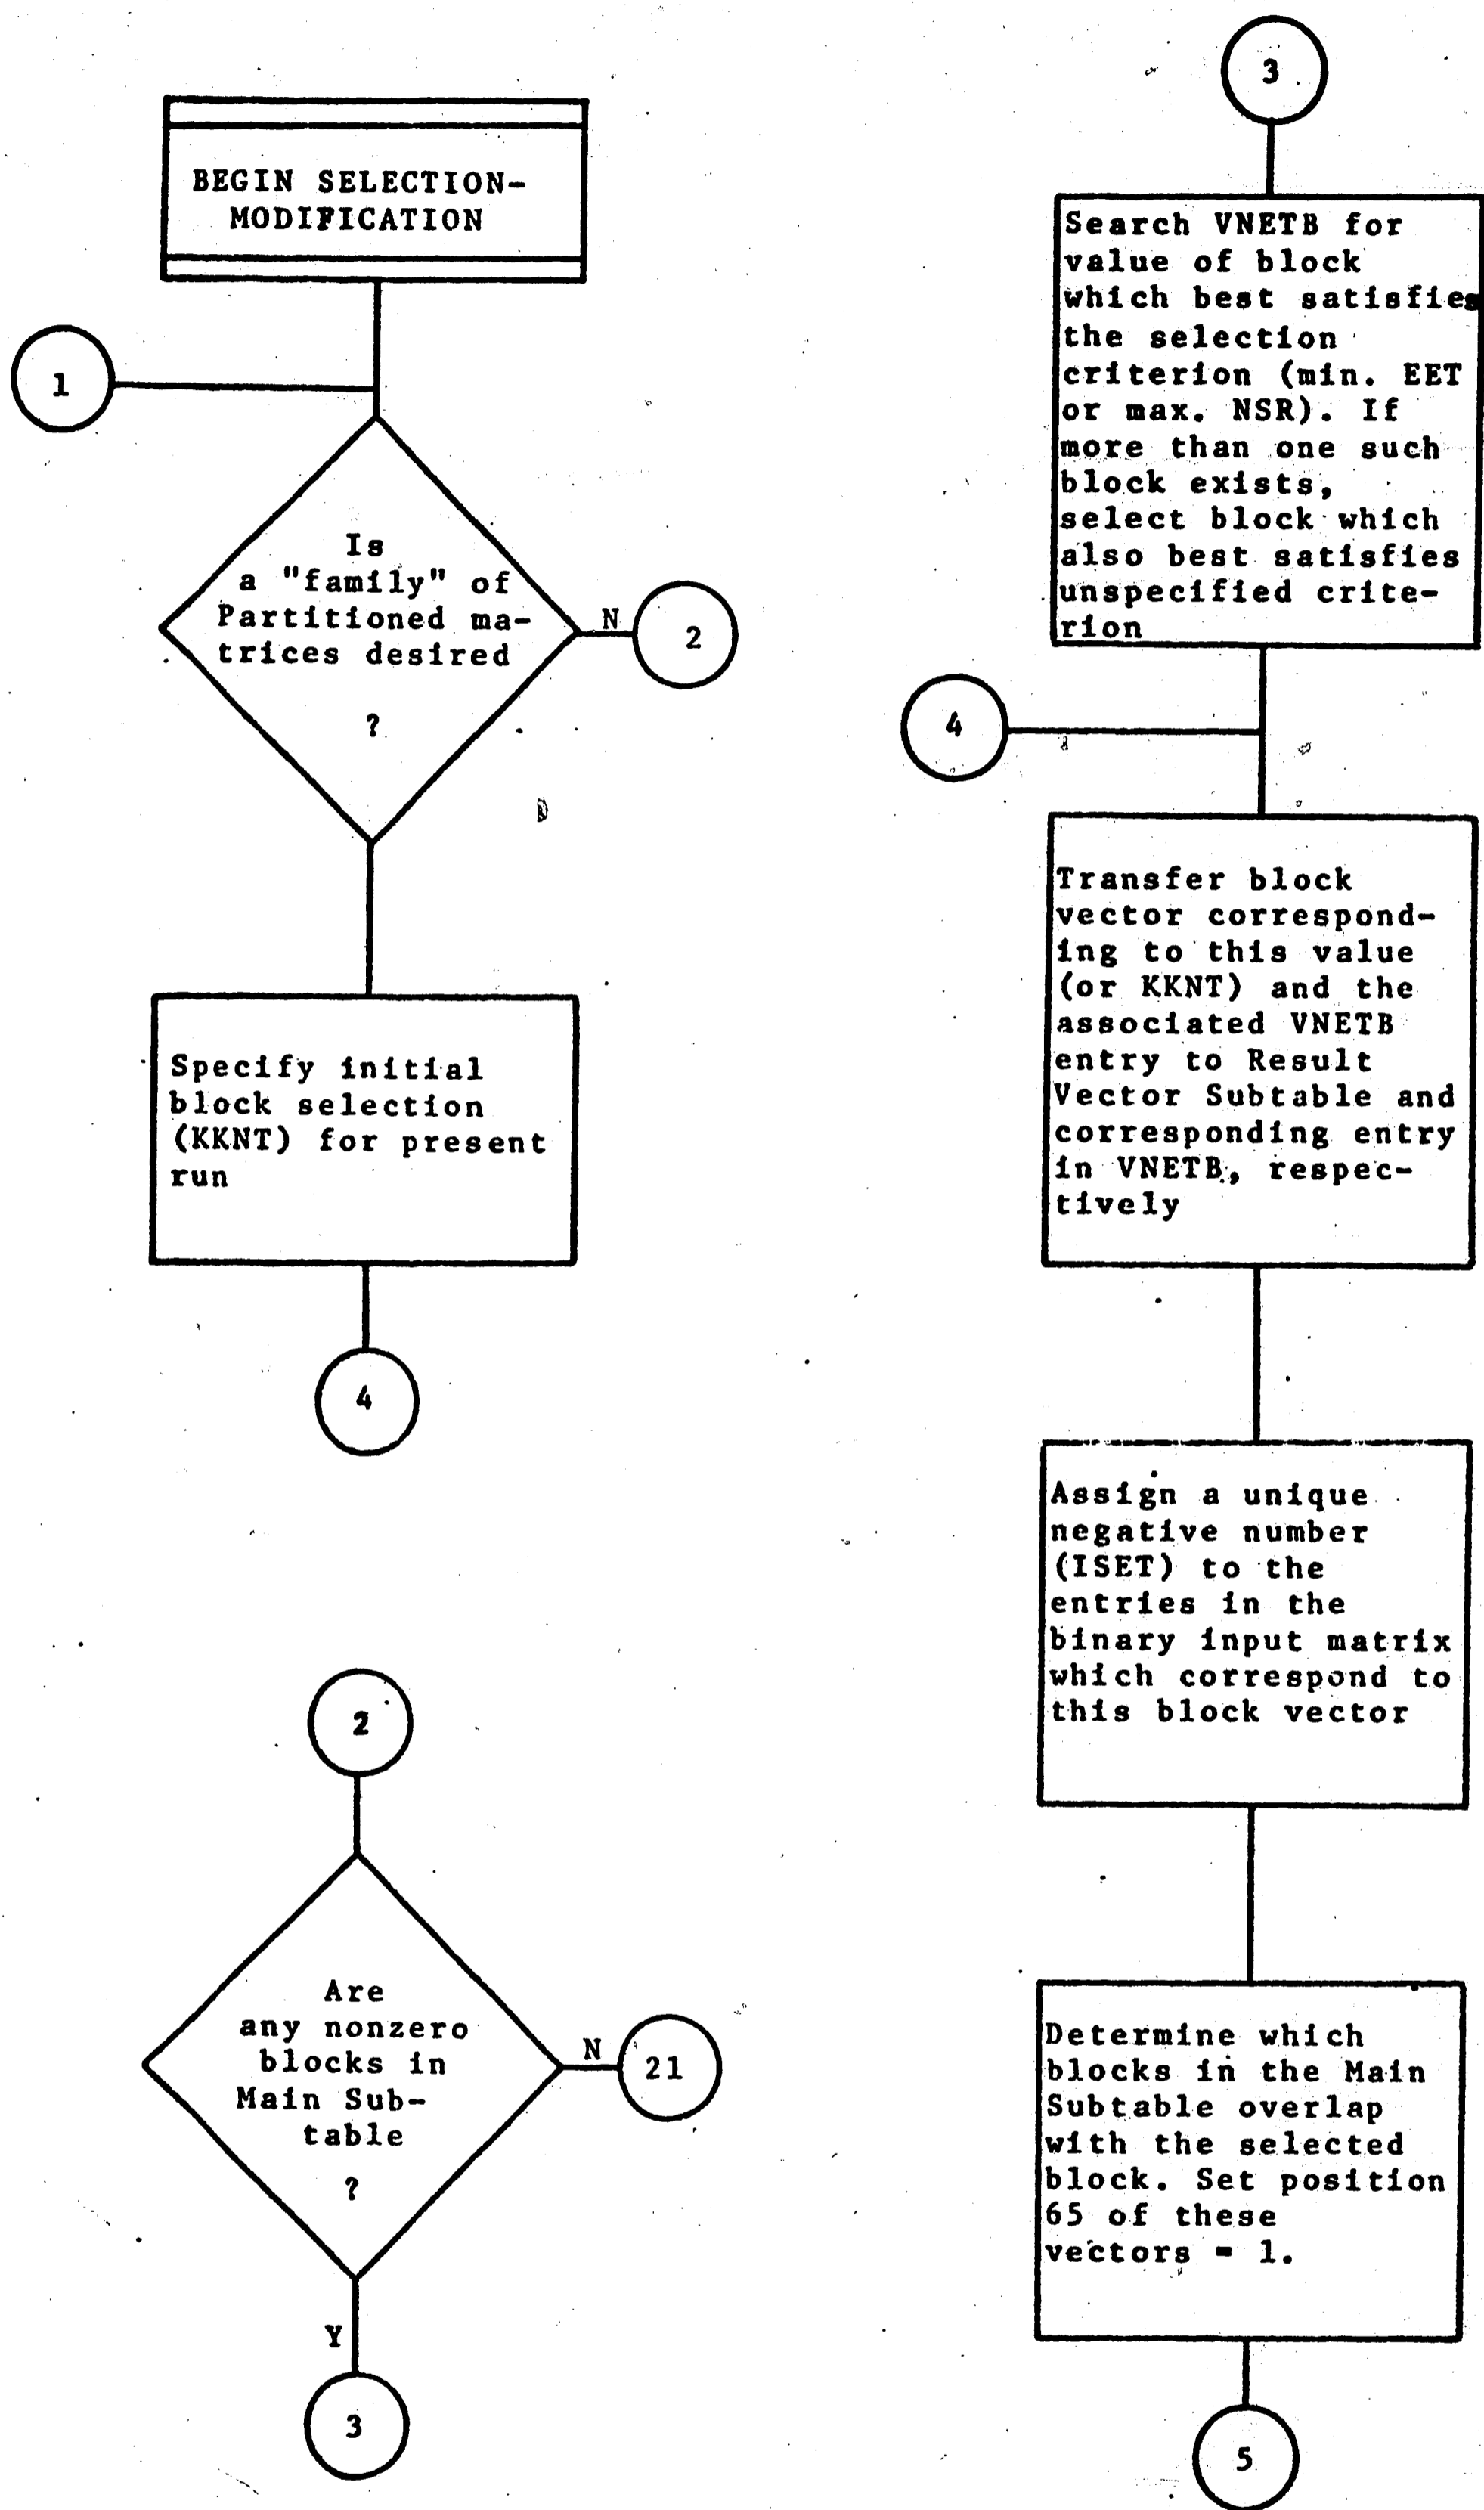 BEGIN SELECTION-
MODIFICATION
1
Is
a "family" of
Partitioned ma-
trices desired
?
N
2
Specify initial
block selection
(KKNT) for present
run
4
2
Are
any nonzero
blocks in
Main Sub-
table
?
N
21
Y
3
3
Search VNETB for
value of block
which best satisfies
the selection
criterion (min. EET
or max. NSR). If
more than one such
block exists,
select block which
also best satisfies
unspecified crite-
rion
4
Transfer block
vector correspond-
ing to this value
(or KKNT) and the
associated VNETB
entry to Result
Vector Subtable and
corresponding entry
in VNETB, respec-
tively
Assign a unique
negative number
(ISET) to the
entries in the
binary input matrix
which correspond to
this block vector
Determine which
blocks in the Main
Subtable overlap
with the selected
block. Set position
65 of these
vectors = 1.
5